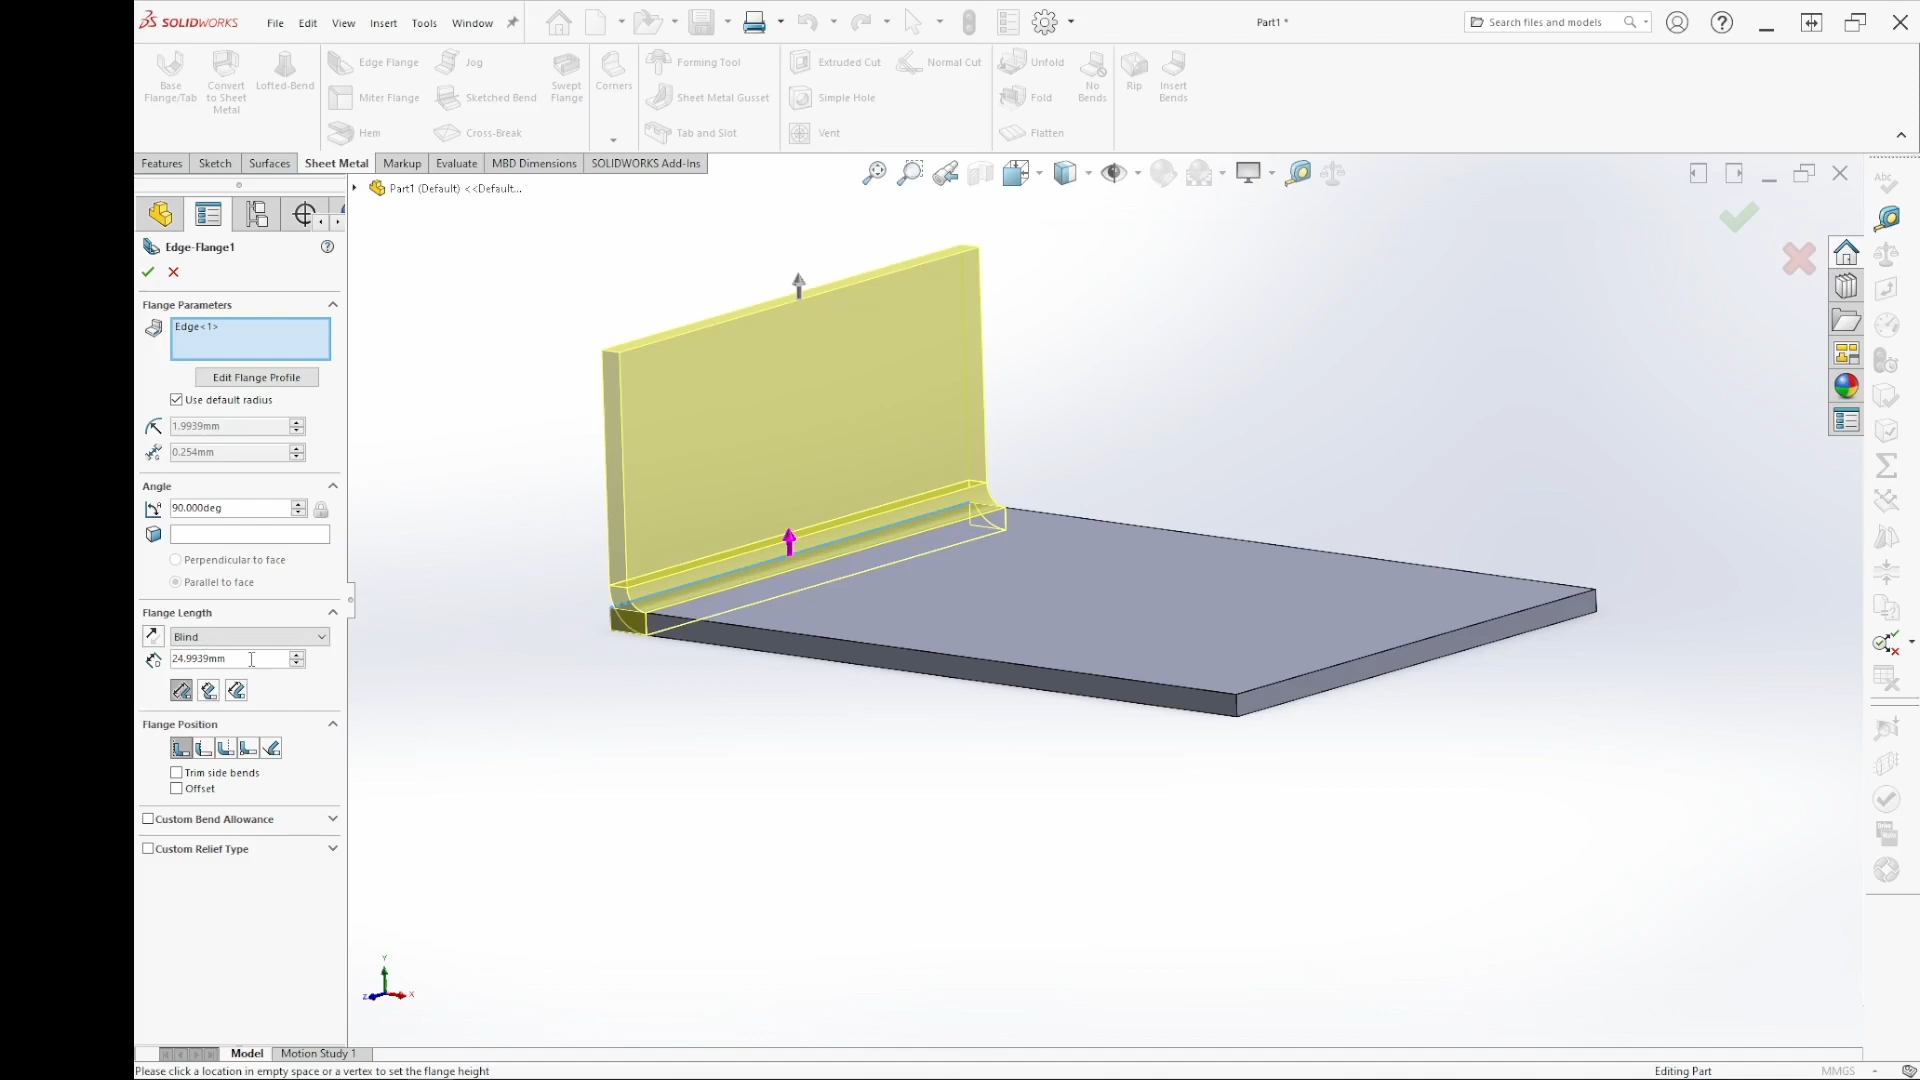 SOLIDWORKS
File Edit View Insert Tools Window
Part1 *
Search files and models
Base Flange/Tab
Convert to Sheet Metal
Lofted-Bend
Edge Flange
Miter Flange
Hem
Jog
Sketched Bend
Cross-Break
Swept Flange
Corners
Forming Tool
Sheet Metal Gusset
Tab and Slot
Extruded Cut
Simple Hole
Vent
Normal Cut
Unfold
Fold
Flatten
No Bends
Rip
Insert Bends
Features Sketch Surfaces Sheet Metal Markup Evaluate MBD Dimensions SOLIDWORKS Add-Ins
Part1 (Default) <<Default...
Edge-Flange1
Flange Parameters
Edge<1>
Edit Flange Profile
Use default radius
1.9939mm
0.254mm
Angle
90.000deg
Perpendicular to face
Parallel to face
Flange Length
Blind
24.9939mm
Flange Position
Trim side bends
Offset
Custom Bend Allowance
Custom Relief Type
Y
Z
X
Model Motion Study 1
Please click a location in empty space or a vertex to set the flange height
Editing Part
MMGS